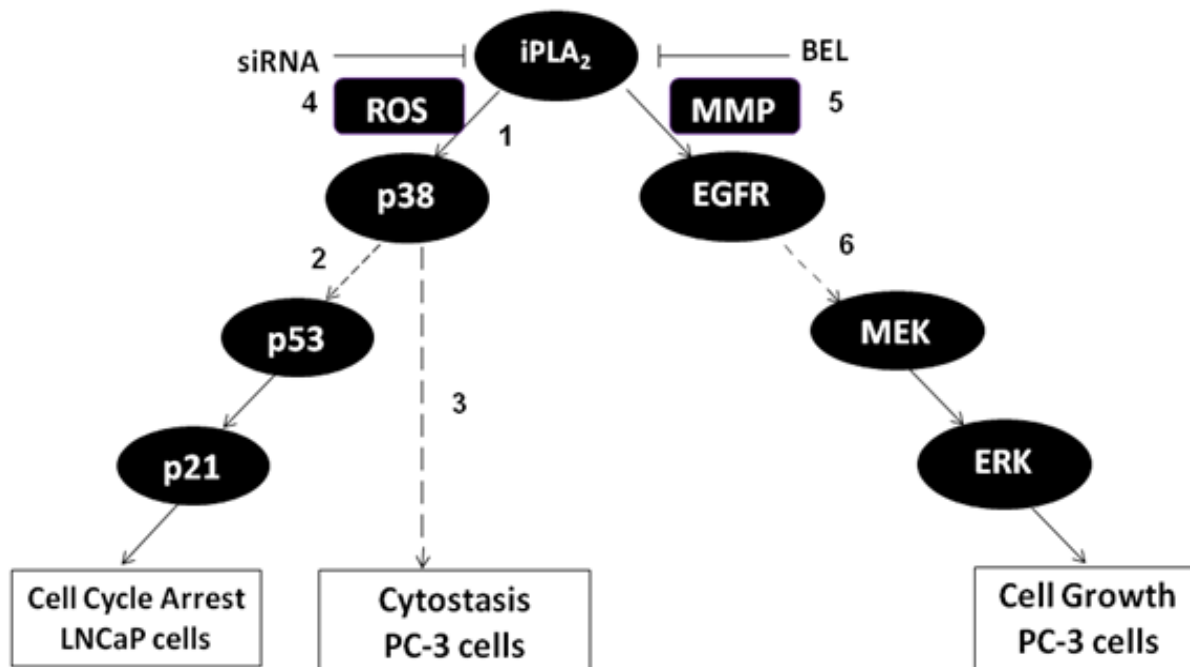 siRNA
iPLA₂
BEL
4
ROS
1
MMP
5
p38
EGFR
2
6
p53
MEK
3
p21
ERK
Cell Cycle Arrest
LNCaP cells
Cytostasis
PC-3 cells
Cell Growth
PC-3 cells